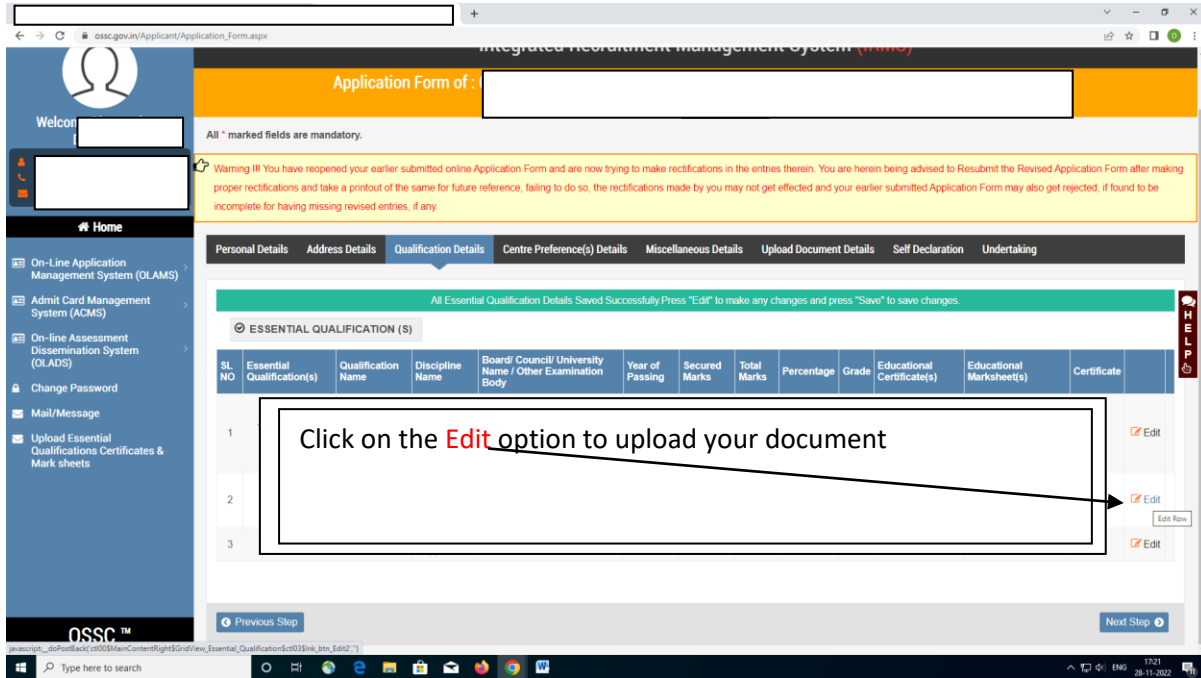 ossc.gov.in/Applicant/Application_Form.aspx
Integrated Recruitment Management System (IRMS)
Application Form of :
Welcome
All * marked fields are mandatory.
Warning !!! You have reopened your earlier submitted online Application Form and are now trying to make rectifications in the entries therein. You are herein being advised to Resubmit the Revised Application Form after making
proper rectifications and take a printout of the same for future reference, failing to do so, the rectifications made by you may not get effected and your earlier submitted Application Form may also get rejected, if found to be
incomplete for having missing revised entries, if any.
Home
Personal Details Address Details Qualification Details Centre Preference(s) Details Miscellaneous Details Upload Document Details Self Declaration Undertaking
On-Line Application
Management System (OLAMS)
Admit Card Management
System (ACMS)
On-line Assessment
Dissemination System
(OLADS)
Change Password
Mail/Message
Upload Essential
Qualifications Certificates &
Mark sheets
OSSC ™
All Essential Qualification Details Saved Successfully.Press "Edit" to make any changes and press "Save" to save changes.
ESSENTIAL QUALIFICATION (S)
SL NO Essential Qualification(s) Qualification Name Discipline Name Board/ Council/ University Name / Other Examination Body Year of Passing Secured Marks Total Marks Percentage Grade Educational Certificate(s) Educational Marksheet(s) Certificate
1 Edit
Click on the Edit option to upload your document
2 Edit
Edit Row
3 Edit
Previous Step Next Step
HELP
javascript:__doPostBack('ctl00$MainContentRight$GridView_Essential_Qualification$ctl03$lnk_btn_Edit2','')
Type here to search
ENG 17:21
28-11-2022